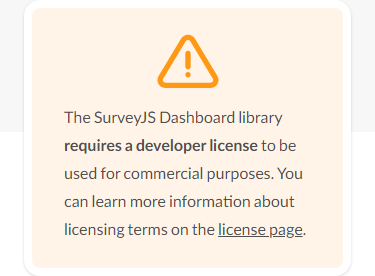 The SurveyJS Dashboard library
requires a developer license to be
used for commercial purposes. You
can learn more information about
licensing terms on the license page.